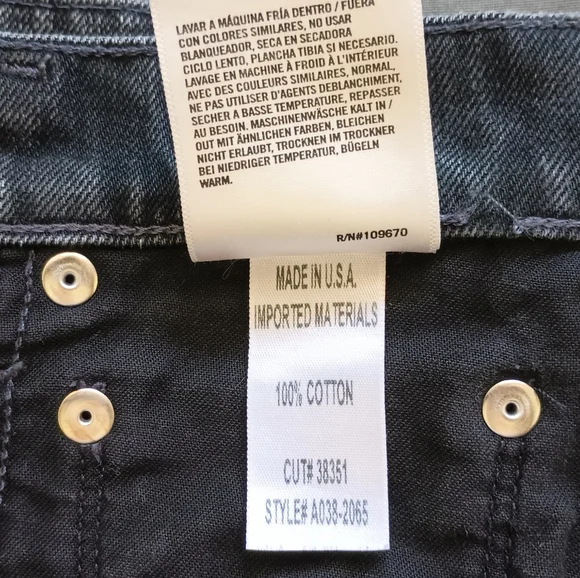 LAVAR A MÁQUINA FRÍA DENTRO / FUERA
CON COLORES SIMILARES, NO USAR
BLANQUEADOR, SECA EN SECADORA
CICLO LENTO, PLANCHA TIBIA SI NECESARIO.
LAVAGE EN MACHINE À FROID À L'INTÉRIEUR
AVEC DES COULEURS SIMILAIRES, NORMAL,
NE PAS UTILISER D'AGENTS DEBLANCHIMENT,
SECHER A BASSE TEMPERATURE, REPASSER
AU BESOIN. MASCHINENWÄSCHE KALT IN /
OUT MIT ÄHNLICHEN FARBEN, BLEICHEN
NICHT ERLAUBT, TROCKNEN IM TROCKNER
BEI NIEDRIGER TEMPERATUR, BÜGELN
WARM.
R/N#109670
MADE IN U.S.A.
IMPORTED MATERIALS
100% COTTON
CUT# 38351
STYLE# A038-2065